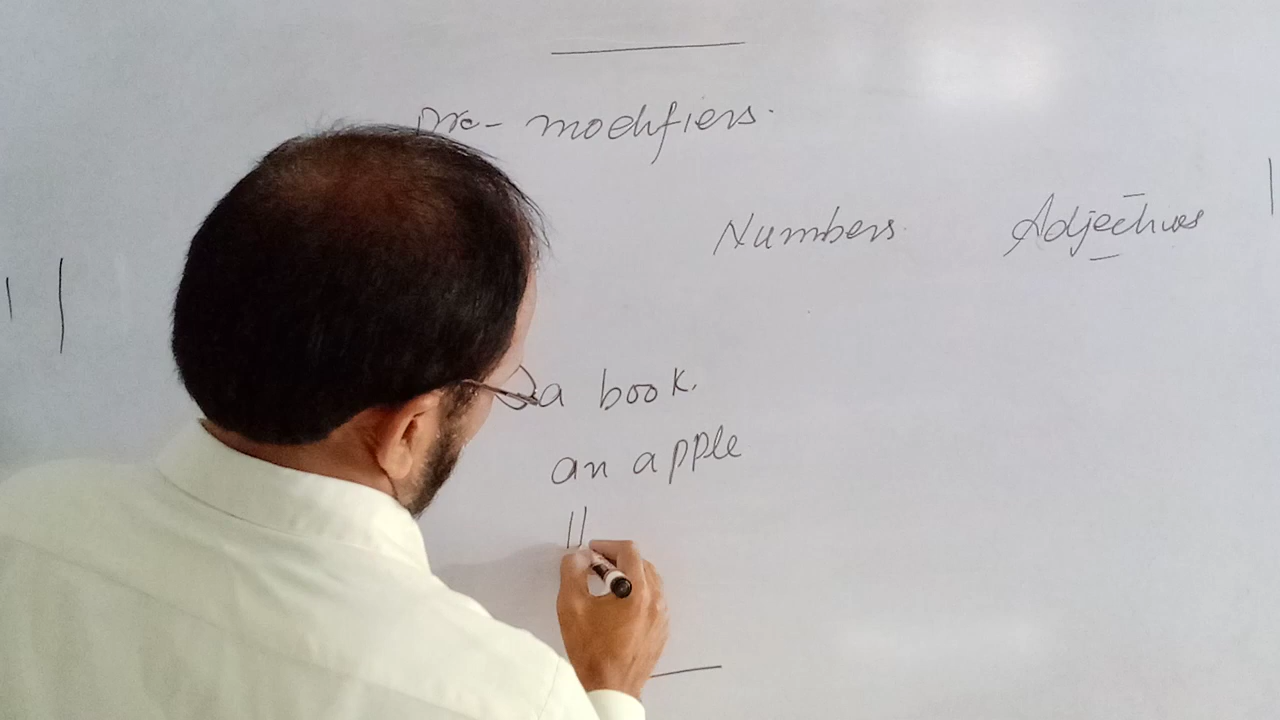 Pre- modifiers.
Numbers. Adjectives
a book.
an apple